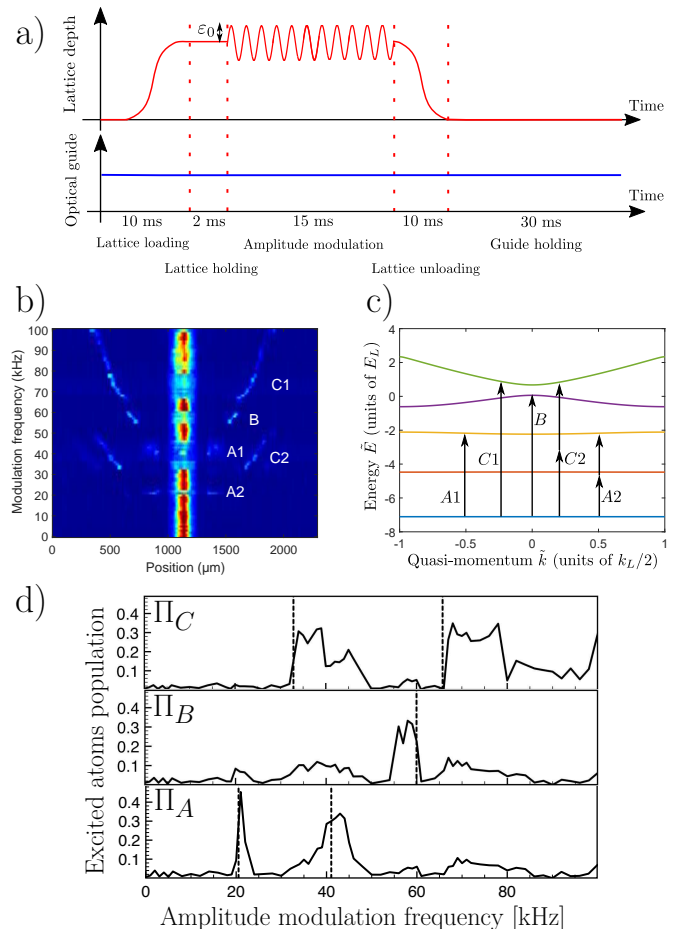 a)
Lattice depth
ε₀
Time
Optical guide
Time
10 ms 2 ms 15 ms 10 ms 30 ms
Lattice loading Amplitude modulation Guide holding
Lattice holding Lattice unloading
b)
Modulation frequency (kHz)
100
90
80
70
60
50
40
30
20
10
0
C1
B
A1
C2
A2
0 500 1000 1500 2000
Position (μm)
c)
Energy Ẽ (units of E_L)
4
2
0
-2
-4
-6
-8
B
C1 C2
A1 A2
-1 -0.5 0 0.5 1
Quasi-momentum k̃ (units of k_L/2)
d)
Excited atoms population
Π_C
0.4
0.3
0.2
0.1
Π_B
0.4
0.3
0.2
0.1
Π_A
0.4
0.3
0.2
0.1
0 20 40 60 80
Amplitude modulation frequency [kHz]